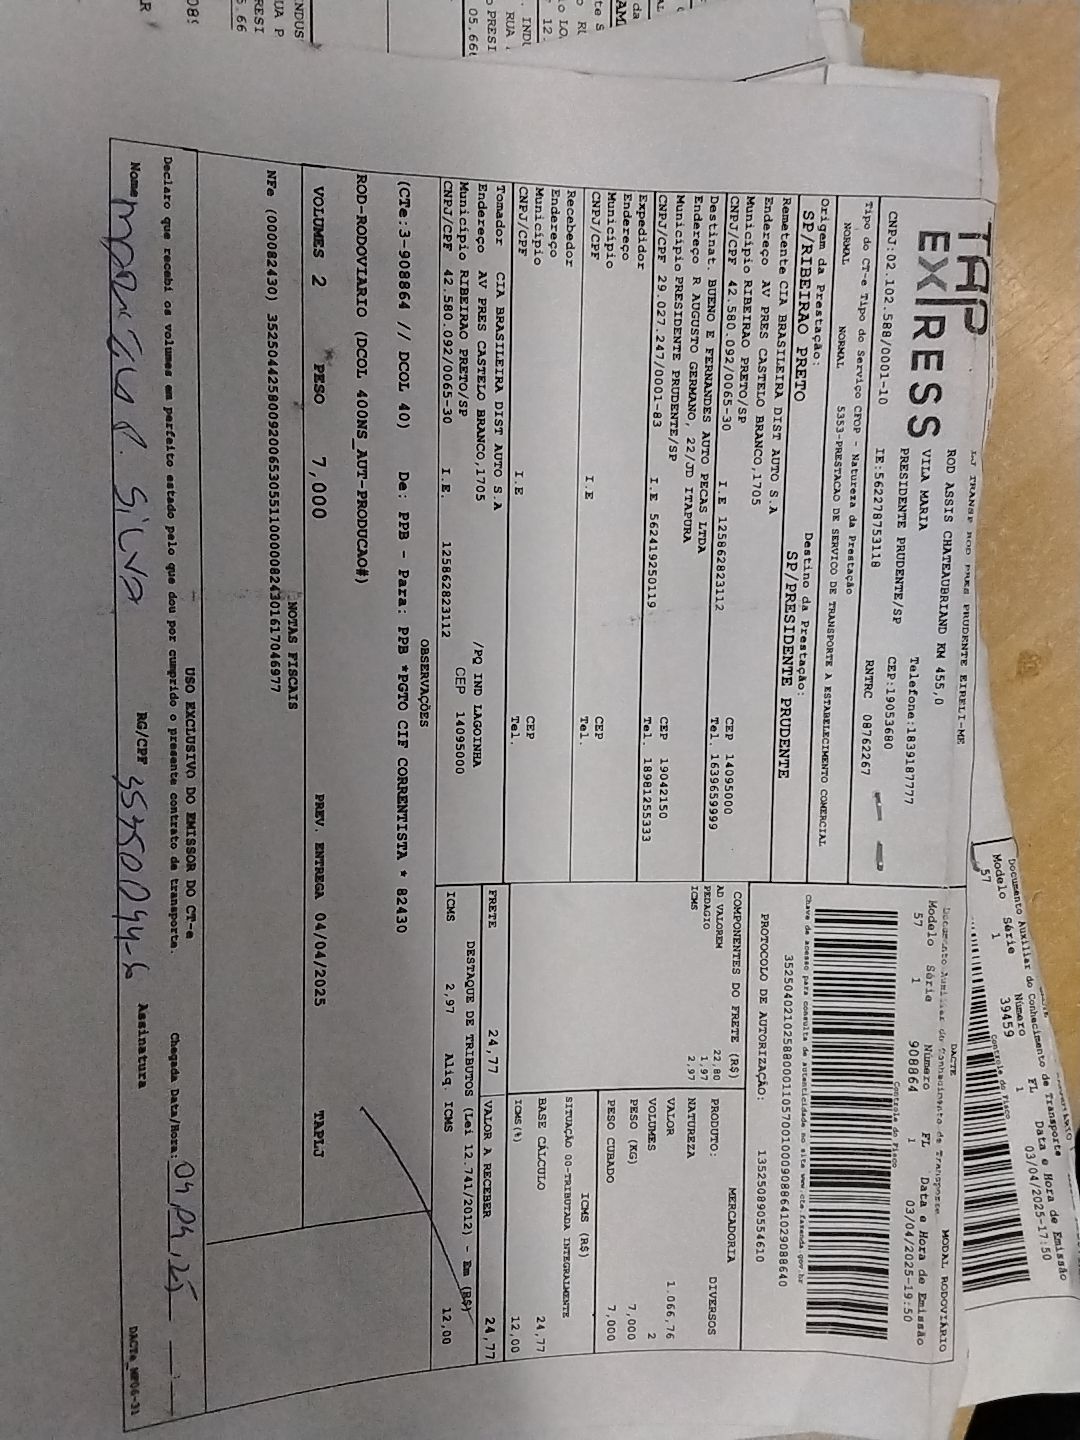 TAP
EX/RESS
LJ TRANSP ROD PRES PRUDENTE EIRELI-ME
ROD ASSIS CHATEAUBRIAND KM 455,0
VILA MARIA Telefone:1839187777
PRESIDENTE PRUDENTE/SP CEP:19053680
CNPJ:02.102.588/0001-10 IE:562278753118 RNTRC 08762267
DACTE MODAL RODOVIÁRIO
Documento Auxiliar do Conhecimento de Transporte
Modelo Série Número FL Data e Hora de Emissão
57 1 908864 1 03/04/2025-19:50
Controle do Fisco
Tipo do CT-e Tipo do Serviço CFOP - Natureza da Prestação
NORMAL NORMAL 5353-PRESTACAO DE SERVICO DE TRANSPORTE A ESTABELECIMENTO COMERCIAL
Chave de acesso para consulta de autenticidade no site www.cte.fazenda.gov.br
35250402102588000110570010009088641029088640
PROTOCOLO DE AUTORIZAÇÃO: 135250890554610
Origem da Prestação: Destino da Prestação:
SP/RIBEIRAO PRETO SP/PRESIDENTE PRUDENTE
Remetente CIA BRASILEIRA DIST AUTO S.A
Endereço AV PRES CASTELO BRANCO,1705
Município RIBEIRAO PRETO/SP CEP 14095000
CNPJ/CPF 42.580.092/0065-30 I.E 125862823112 Tel. 1639659999
Destinat. BUENO E FERNANDES AUTO PECAS LTDA
Endereço R AUGUSTO GERMANO, 22/JD ITAPURA
Município PRESIDENTE PRUDENTE/SP CEP 19042150
CNPJ/CPF 29.027.247/0001-83 I.E 562419250119 Tel. 18981255333
Expedidor
Endereço
Município CEP
CNPJ/CPF I.E Tel.
Recebedor
Endereço
Município CEP
CNPJ/CPF I.E Tel.
Tomador CIA BRASILEIRA DIST AUTO S.A
Endereço AV PRES CASTELO BRANCO,1705 /PQ IND LAGOINHA
Município RIBEIRAO PRETO/SP CEP 14095000
CNPJ/CPF 42.580.092/0065-30 I.E. 125862823112
COMPONENTES DO FRETE (R$)
AD VALOREM 22,80
PEDAGIO 1,97
ICMS 2,97
MERCADORIA
PRODUTO: DIVERSOS
NATUREZA
VALOR 1.066,76
VOLUMES 2
PESO (KG) 7,000
PESO CUBADO 7,000
ICMS (R$)
SITUAÇÃO 00-TRIBUTADA INTEGRALMENTE
BASE CÁLCULO 24,77
ICMS(%) 12,00
FRETE 24,77 VALOR A RECEBER 24,77
DESTAQUE DE TRIBUTOS (Lei 12.741/2012) - Em (R$)
ICMS 2,97 Aliq. ICMS 12,00
OBSERVAÇÕES
(CTe:3-908864 // DCOL 40) De: PPB - Para: PPB *PGTO CIF CORRENTISTA * 82430
ROD-RODOVIARIO (DCOL 400NS_AUT-PRODUCAO#)
VOLUMES 2 PESO 7,000 PREV. ENTREGA 04/04/2025 TAPLJ
NOTAS FISCAIS
NFe (000082430) 35250442580092006530551100000824301617046977
USO EXCLUSIVO DO EMISSOR DO CT-e
Declaro que recebi os volumes em perfeito estado pelo que dou por cumprido o presente contrato de transporte. Chegada Data/Hora: 04,04,25
Nome SILVA RG/CPF Assinatura
DACTe_MF06-31
Documento Auxiliar do Conhecimento de Transporte
Modelo Série Número FL Data e Hora de Emissão
57 1 39459 1 03/04/2025-17:50
Controle do Fisco